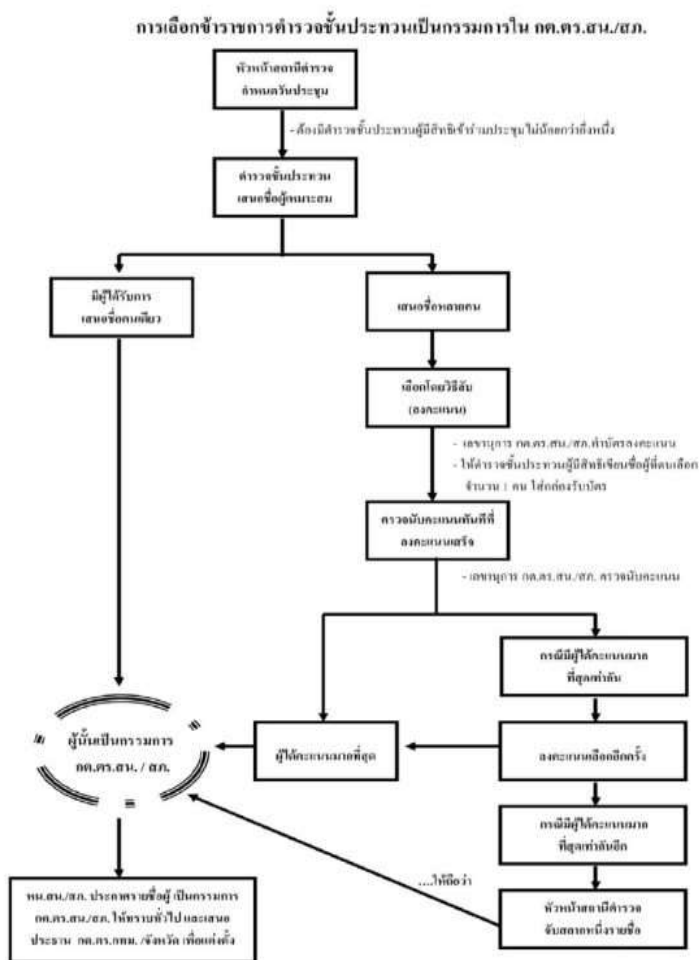 การเลือกข้าราชการตำรวจชั้นประทวนเป็นกรรมการใน กต.ตร.สน./สภ.
หัวหน้าสถานีตำรวจ
กำหนดวันประชุม
- ต้องมีตำรวจชั้นประทวนผู้มีสิทธิเข้าร่วมประชุมไม่น้อยกว่ากึ่งหนึ่ง
ตำรวจชั้นประทวน
เสนอชื่อผู้เหมาะสม
มีผู้ได้รับการ
เสนอชื่อคนเดียว
เสนอชื่อหลายคน
เลือกโดยวิธีลับ
(ลงคะแนน)
- เลขานุการ กต.ตร.สน./สภ.ทำบัตรลงคะแนน
- ให้ตำรวจชั้นประทวนผู้มีสิทธิเขียนชื่อผู้ที่ตนเลือก
จำนวน 1 คน ใส่กล่องรับบัตร
ตรวจนับคะแนนทันทีที่
ลงคะแนนเสร็จ
- เลขานุการ กต.ตร.สน./สภ. ตรวจนับคะแนน
กรณีมีผู้ได้คะแนนมาก
ที่สุดเท่ากัน
ผู้นั้นเป็นกรรมการ
กต.ตร.สน. / สภ.
ผู้ได้คะแนนมากที่สุด
ลงคะแนนเลือกอีกครั้ง
กรณีมีผู้ได้คะแนนมาก
ที่สุดเท่ากันอีก
....ให้ถือว่า
หัวหน้าสถานีตำรวจ
จับสลากหนึ่งรายชื่อ
หน.สน./สภ. ประกาศรายชื่อผู้ เป็นกรรมการ
กต.ตร.สน./สภ. ให้ทราบทั่วไป และเสนอ
ประธาน กต.ตร.กทม. /จังหวัด เพื่อแต่งตั้ง